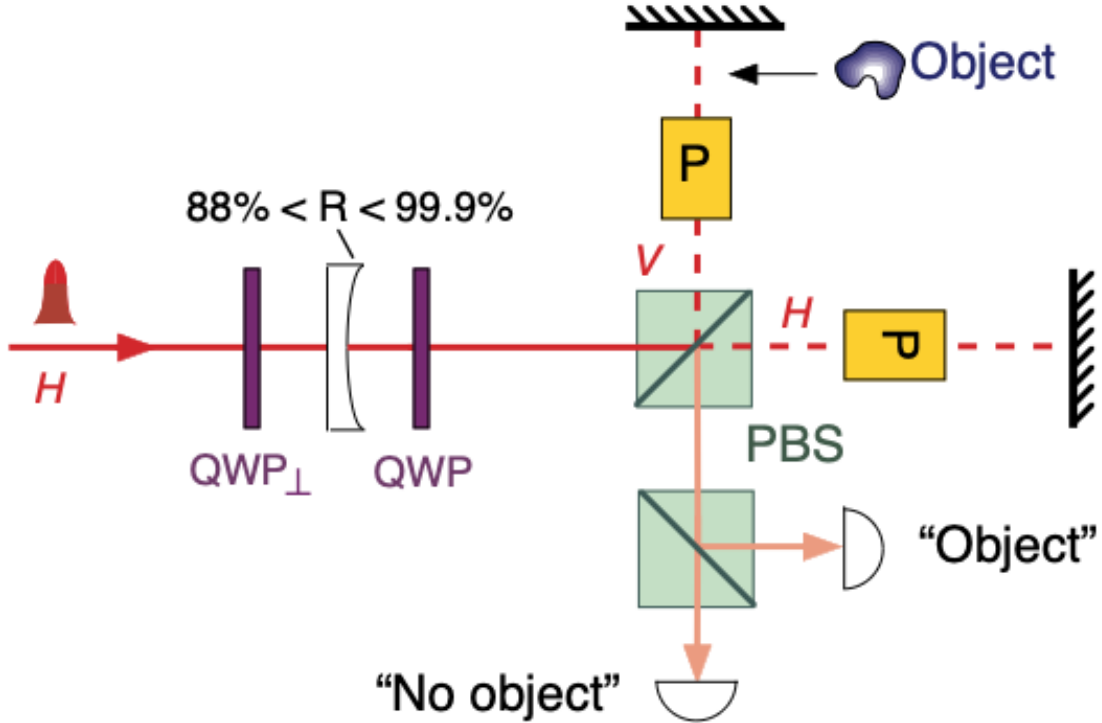 Object
P
88% < R < 99.9%
V
H
P
H
PBS
QWP⊥
QWP
“Object”
“No object”